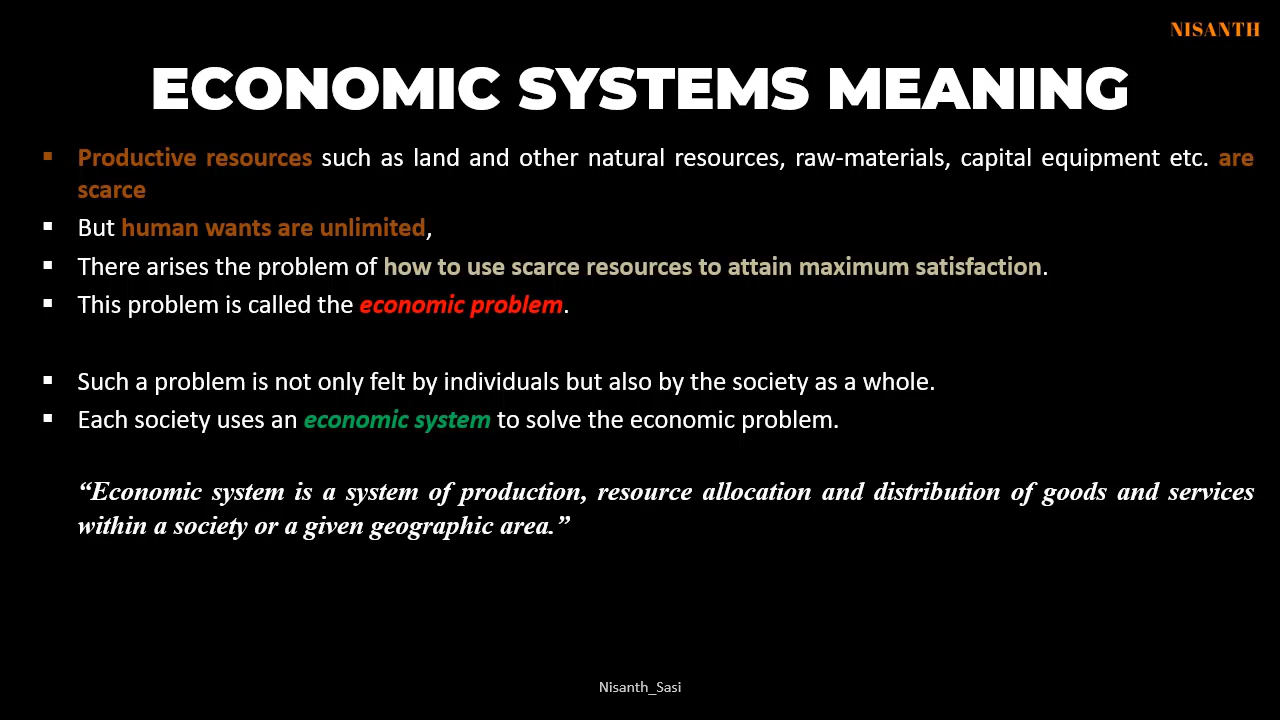 NISANTH
ECONOMIC SYSTEMS MEANING
▪ Productive resources such as land and other natural resources, raw-materials, capital equipment etc. are
scarce
▪ But human wants are unlimited,
▪ There arises the problem of how to use scarce resources to attain maximum satisfaction.
▪ This problem is called the economic problem.
▪ Such a problem is not only felt by individuals but also by the society as a whole.
▪ Each society uses an economic system to solve the economic problem.
“Economic system is a system of production, resource allocation and distribution of goods and services
within a society or a given geographic area.”
Nisanth_Sasi